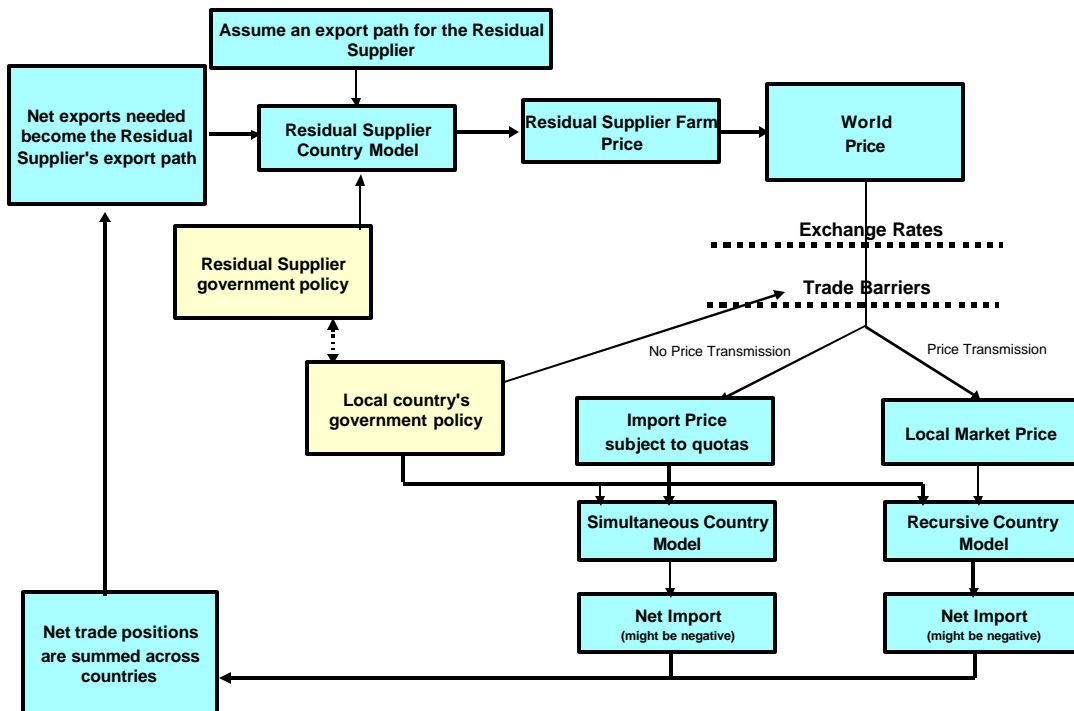 Assume an export path for the Residual
Supplier
Net exports needed
become the Residual
Supplier's export path
Residual Supplier
Country Model
Residual Supplier Farm
Price
World
Price
Exchange Rates
Residual Supplier
government policy
Trade Barriers
No Price Transmission
Price Transmission
Local country's
government policy
Import Price
subject to quotas
Local Market Price
Simultaneous Country
Model
Recursive Country
Model
Net Import
(might be negative)
Net Import
(might be negative)
Net trade positions
are summed across
countries